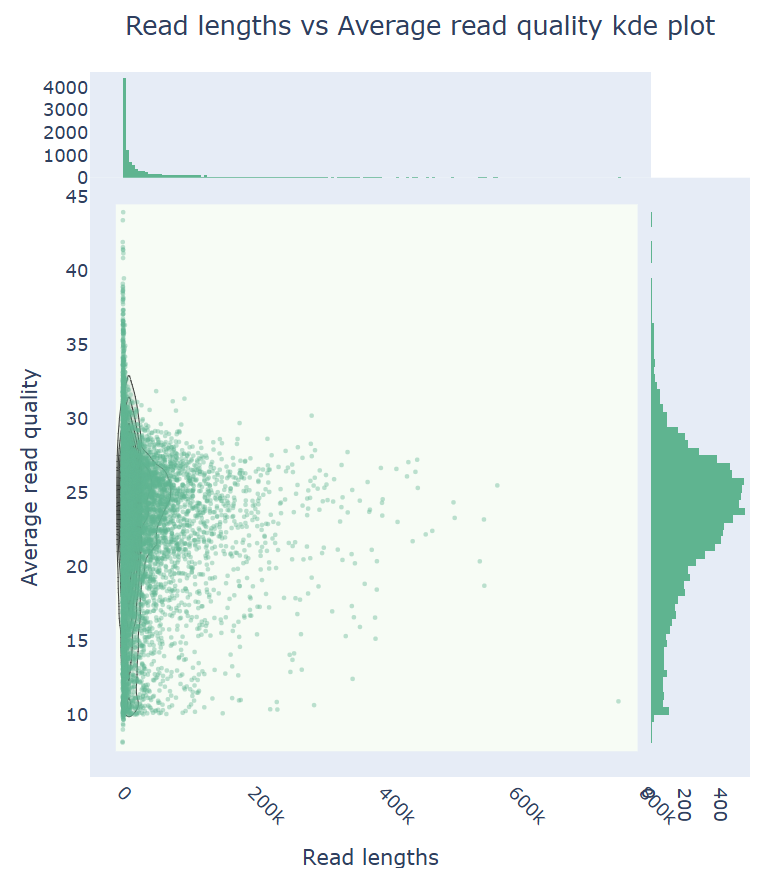 Read lengths vs Average read quality kde plot
4000
3000
2000
1000
0
45
40
35
30
25
20
15
10
Average read quality
0
200k
400k
600k
800k
0
200
400
Read lengths